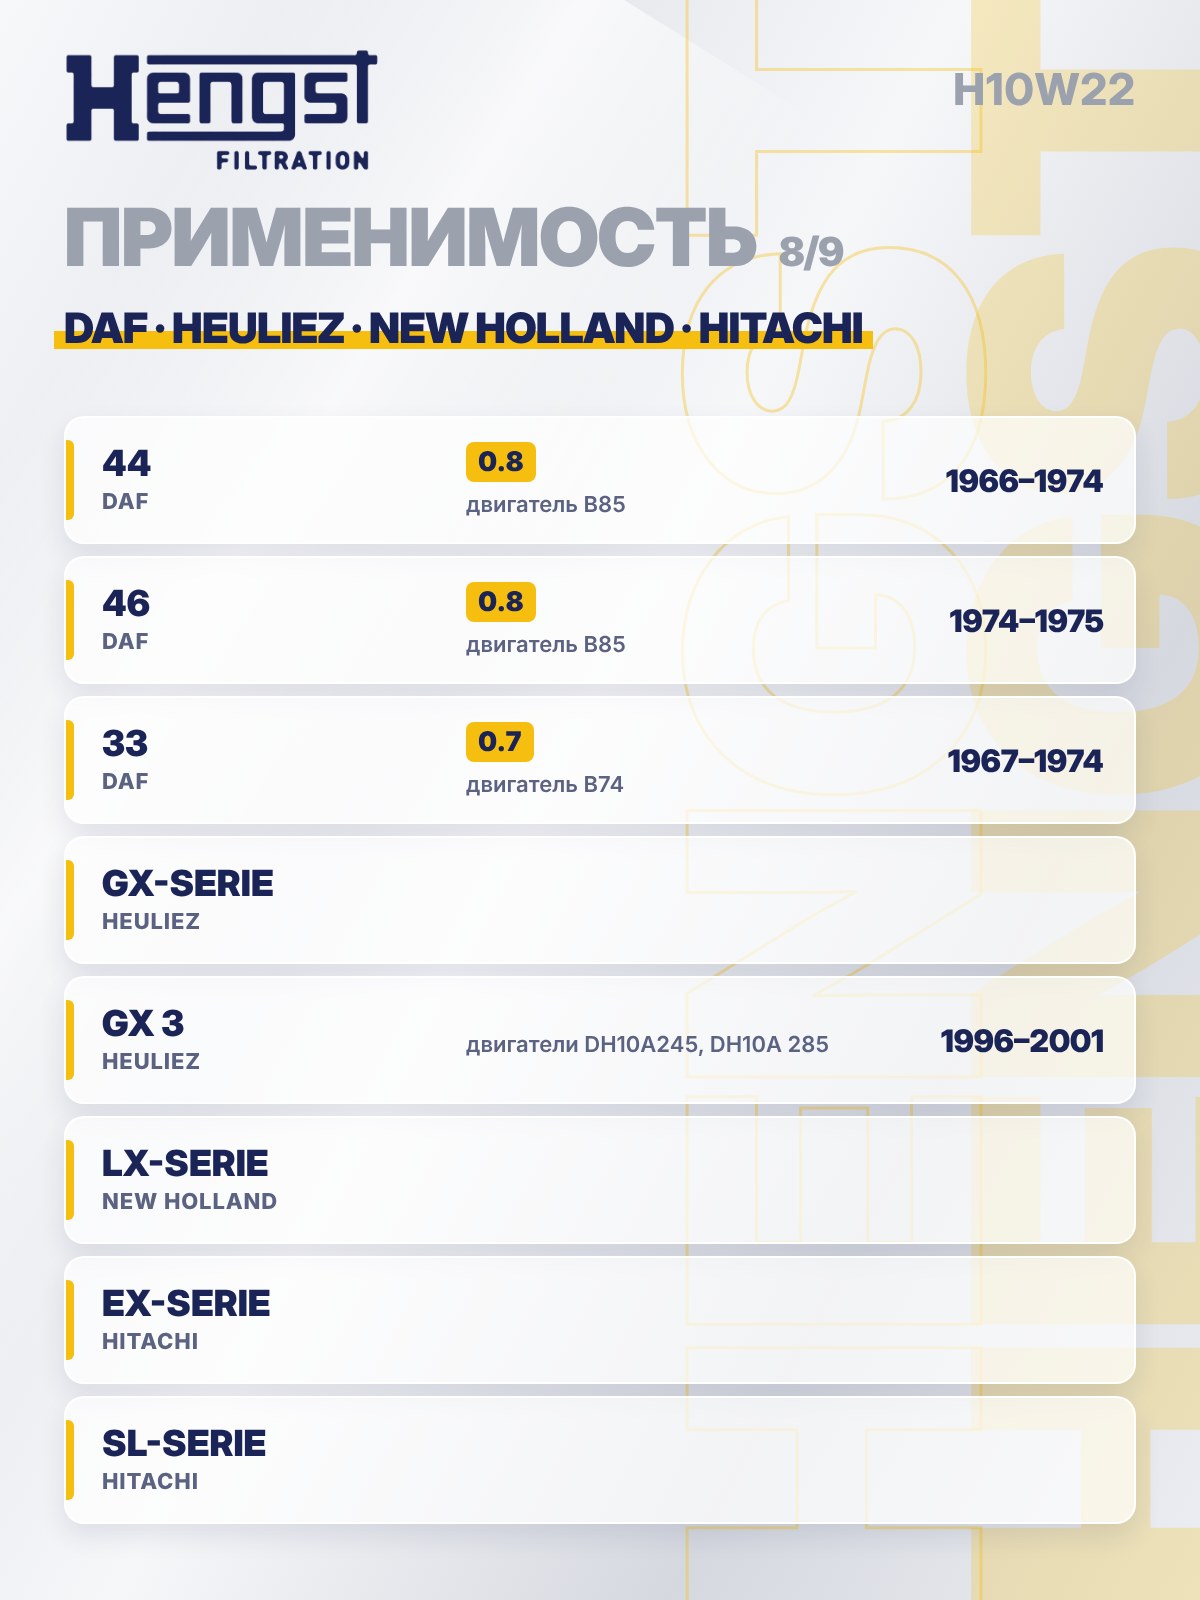 Hengst
FILTRATION
H10W22
ПРИМЕНИМОСТЬ 8/9
DAF · HEULIEZ · NEW HOLLAND · HITACHI
44
DAF
0.8
двигатель B85
1966–1974
46
DAF
0.8
двигатель B85
1974–1975
33
DAF
0.7
двигатель B74
1967–1974
GX-SERIE
HEULIEZ
GX 3
HEULIEZ
двигатели DH10A245, DH10A 285
1996–2001
LX-SERIE
NEW HOLLAND
EX-SERIE
HITACHI
SL-SERIE
HITACHI
HENGST
HENGST